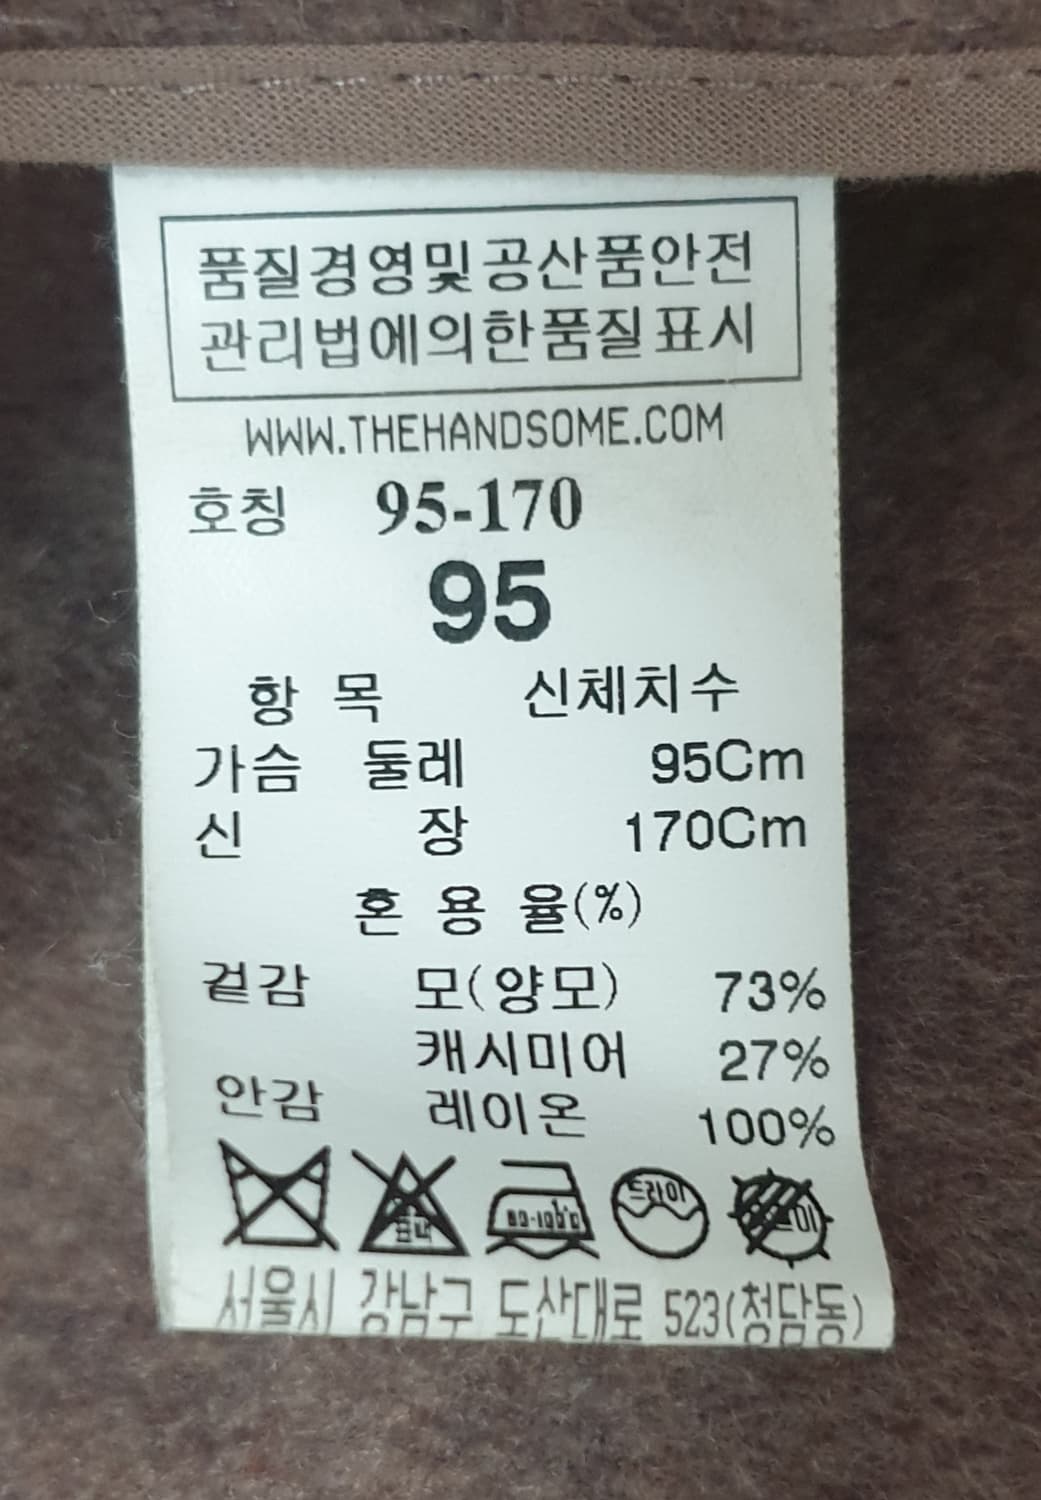 품질경영및공산품안전
관리법에의한품질표시
WWW.THEHANDSOME.COM
호칭 95-170
95
항 목 신체치수
가슴 둘레 95Cm
신 장 170Cm
혼 용 율(%)
겉감 모(양모) 73%
캐시미어 27%
안감 레이온 100%
드라이
서울시 강남구 도산대로 523(청담동)